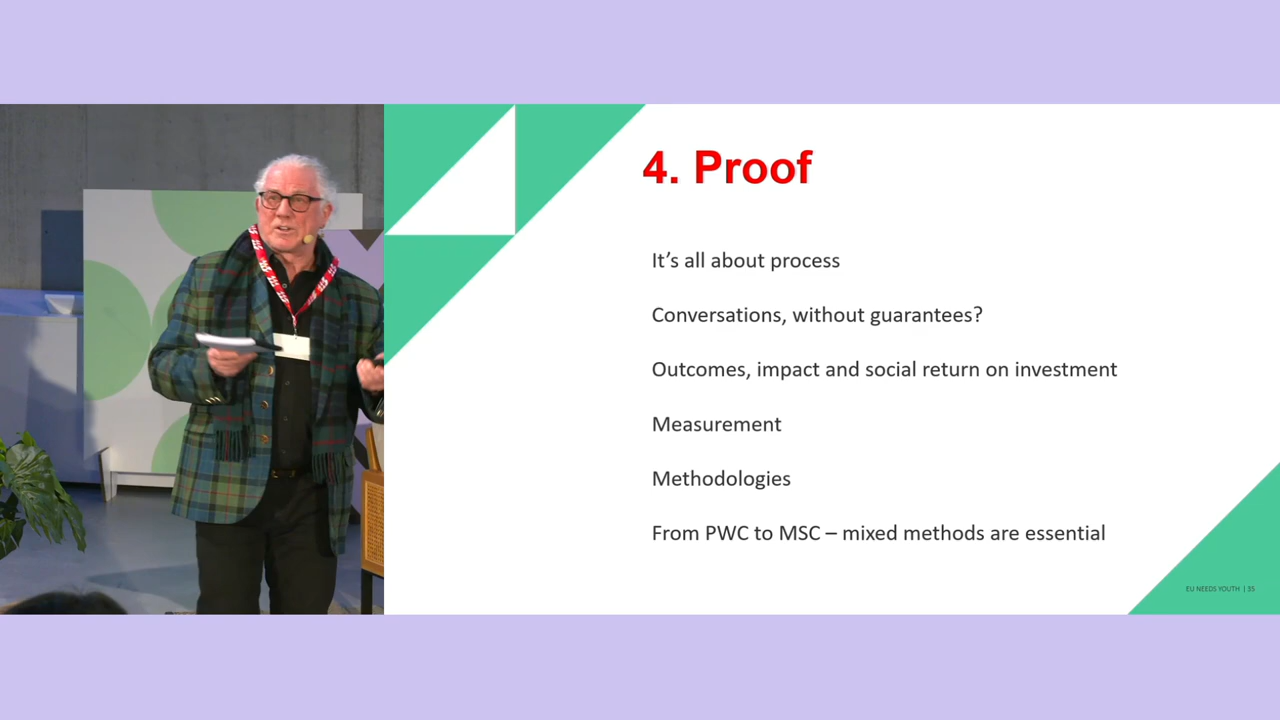 4. Proof
It’s all about process
Conversations, without guarantees?
Outcomes, impact and social return on investment
Measurement
Methodologies
From PWC to MSC – mixed methods are essential
EU NEEDS YOUTH | 35